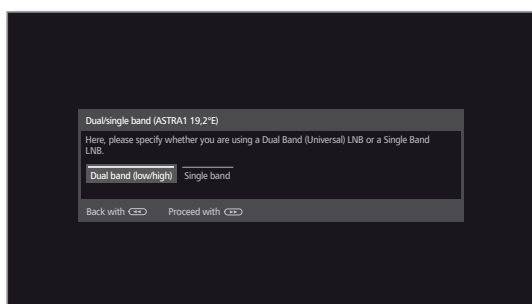 Dual/single band (ASTRA1 19,2°E)
Here, please specify whether you are using a Dual Band (Universal) LNB or a Single Band
LNB.
Dual band (low/high) Single band
Back with Proceed with